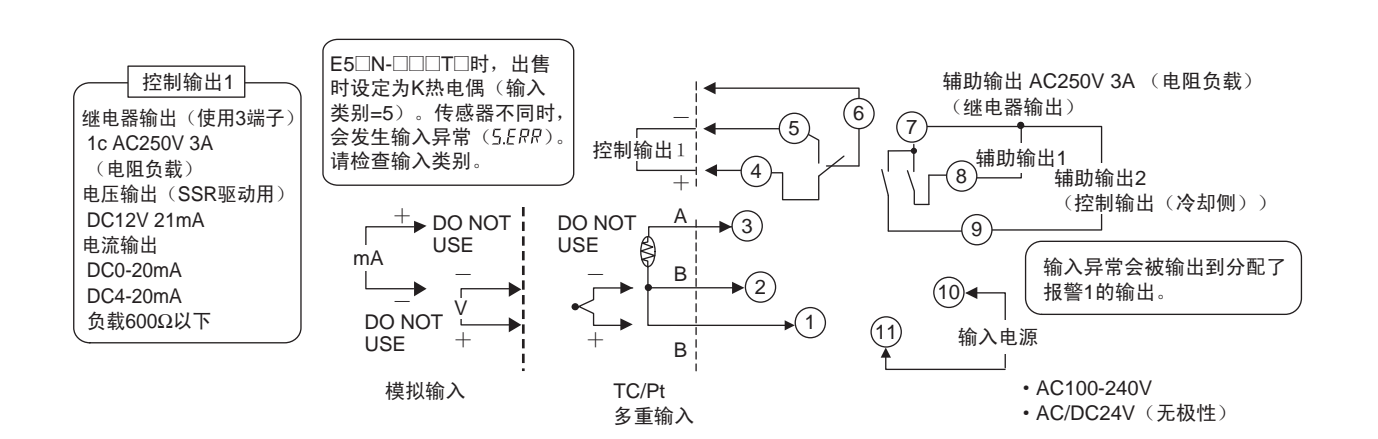 控制输出1
继电器输出（使用3端子）
1c AC250V 3A
（电阻负载）
电压输出（SSR驱动用）
DC12V 21mA
电流输出
DC0-20mA
DC4-20mA
负载600Ω以下
E5□N-□□□T□时，出售
时设定为K热电偶（输入
类别=5）。传感器不同时，
会发生输入异常（S.ERR）。
请检查输入类别。
+
DO NOT
USE
mA
−
DO NOT
USE
−
V
+
模拟输入
DO NOT
USE
−
+
A
B
B
TC/Pt
多重输入
−
控制输出1
+
⑥
⑤
④
③
②
①
辅助输出 AC250V 3A （电阻负载）
（继电器输出）
⑦
⑧
辅助输出1
辅助输出2
（控制输出（冷却侧））
⑨
输入异常会被输出到分配了
报警1的输出。
⑩
⑪
输入电源
・AC100-240V
・AC/DC24V（无极性）